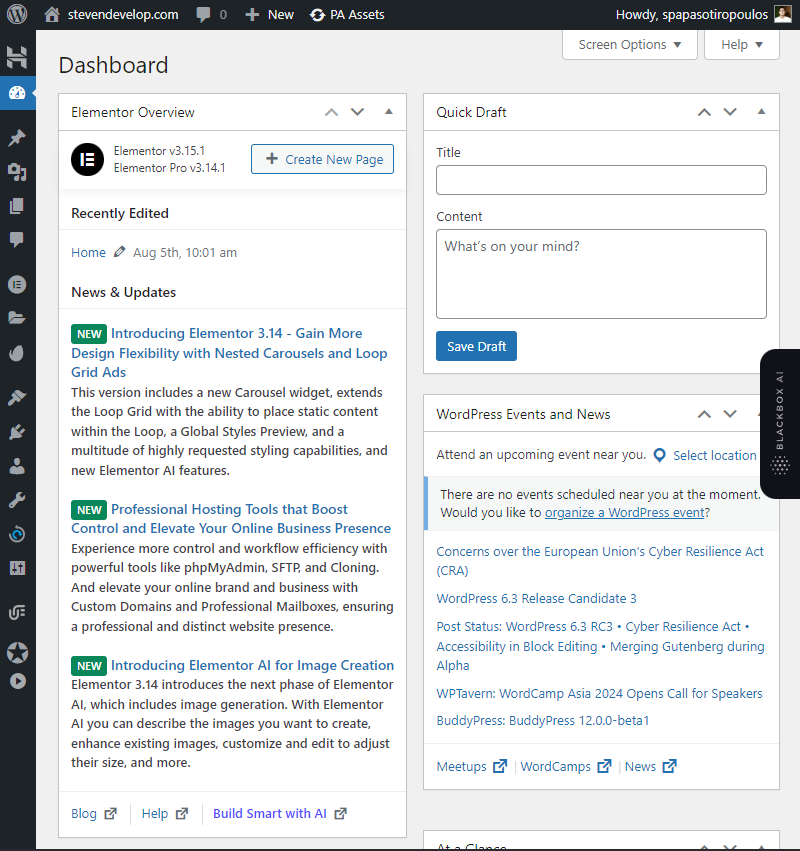 stevendevelop.com 0 New PA Assets Howdy, spapasotiropoulos
Screen Options Help
Dashboard
Elementor Overview
Elementor v3.15.1
Elementor Pro v3.14.1
Create New Page
Recently Edited
Home Aug 5th, 10:01 am
News & Updates
NEW Introducing Elementor 3.14 - Gain More
Design Flexibility with Nested Carousels and Loop
Grid Ads
This version includes a new Carousel widget, extends
the Loop Grid with the ability to place static content
within the Loop, a Global Styles Preview, and a
multitude of highly requested styling capabilities, and
new Elementor AI features.
NEW Professional Hosting Tools that Boost
Control and Elevate Your Online Business Presence
Experience more control and workflow efficiency with
powerful tools like phpMyAdmin, SFTP, and Cloning.
And elevate your online brand and business with
Custom Domains and Professional Mailboxes, ensuring
a professional and distinct website presence.
NEW Introducing Elementor AI for Image Creation
Elementor 3.14 introduces the next phase of Elementor
AI, which includes image generation. With Elementor
AI you can describe the images you want to create,
enhance existing images, customize and edit to adjust
their size, and more.
Blog Help Build Smart with AI
Quick Draft
Title
Content
What's on your mind?
Save Draft
WordPress Events and News
Attend an upcoming event near you. Select location
There are no events scheduled near you at the moment.
Would you like to organize a WordPress event?
Concerns over the European Union's Cyber Resilience Act
(CRA)
WordPress 6.3 Release Candidate 3
Post Status: WordPress 6.3 RC3 • Cyber Resilience Act •
Accessibility in Block Editing • Merging Gutenberg during
Alpha
WPTavern: WordCamp Asia 2024 Opens Call for Speakers
BuddyPress: BuddyPress 12.0.0-beta1
Meetups WordCamps News
At a Glance
BLACKBOX AI